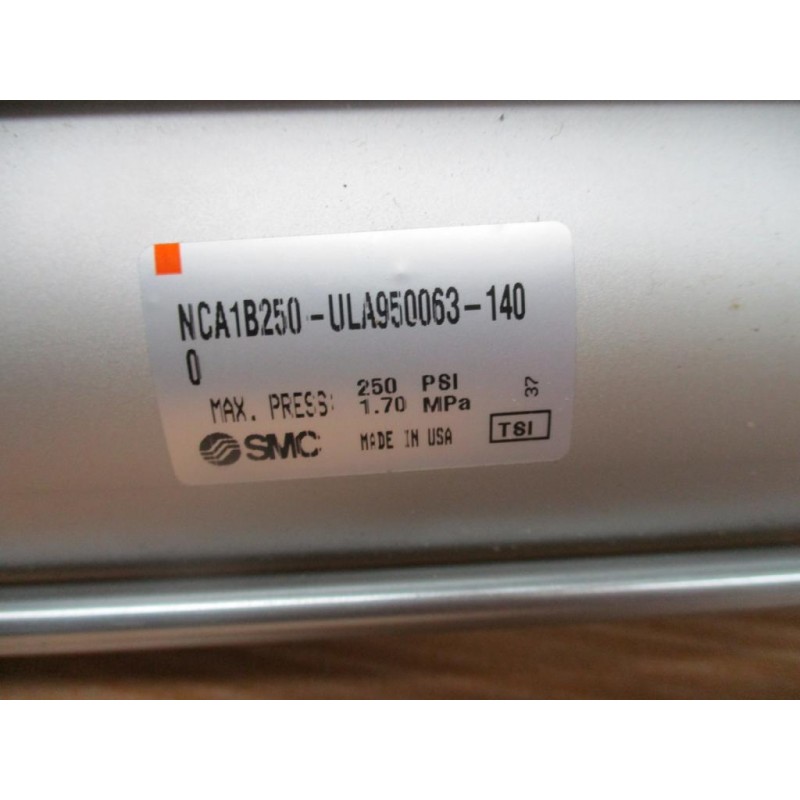 NCA1B250-ULA950063-140
0
MAX. PRESS: 250 PSI
1.70 MPa
37
SMC MADE IN USA TSI